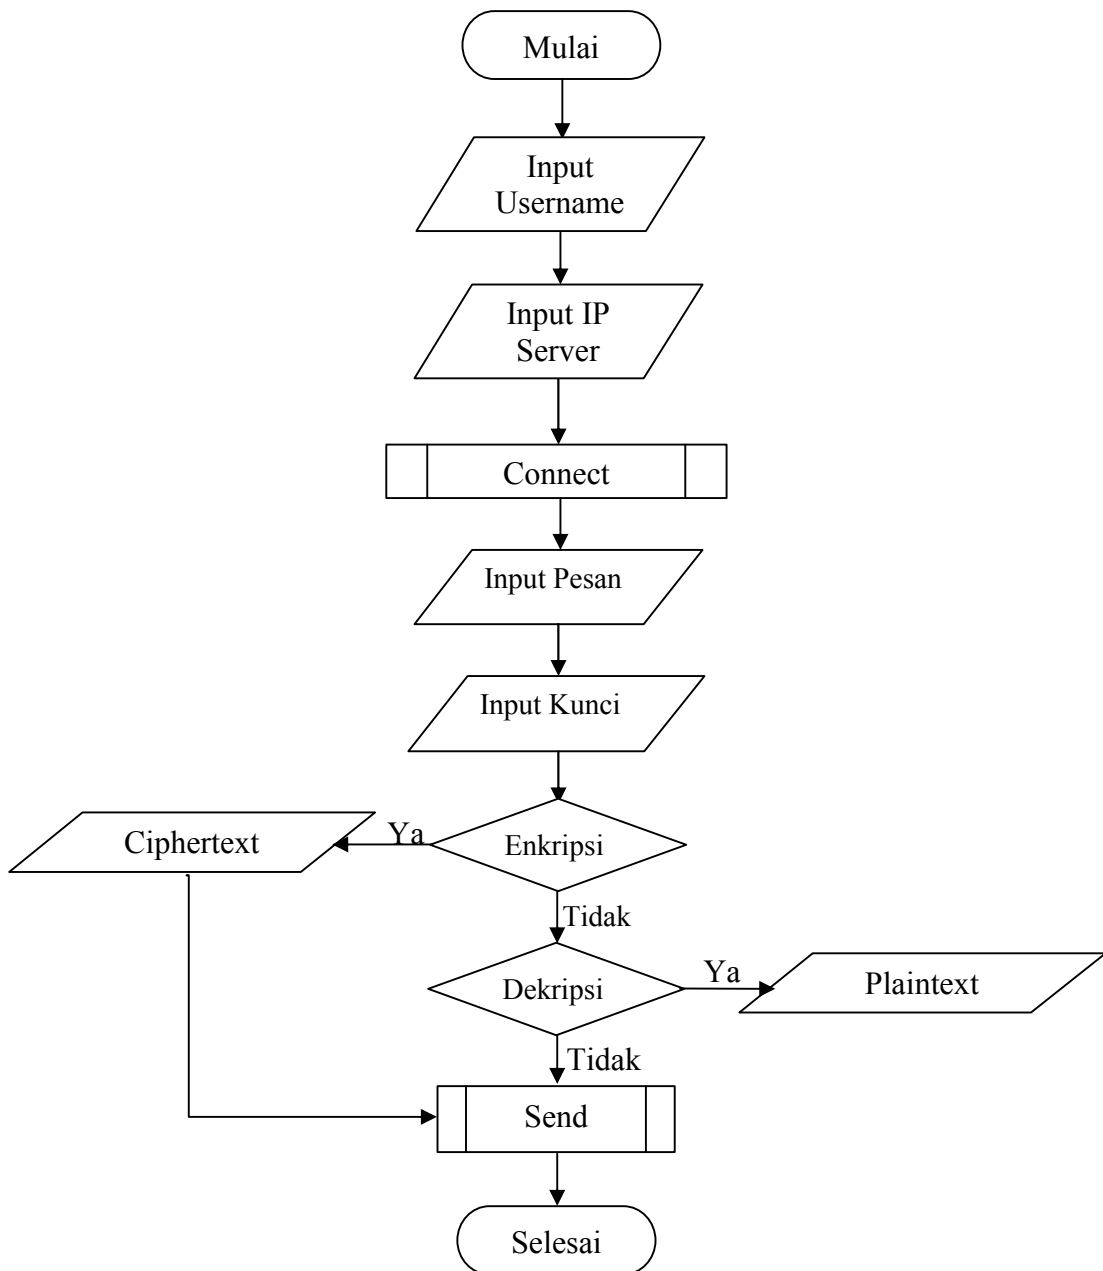 Mulai
Input
Username
Input IP
Server
Connect
Input Pesan
Input Kunci
Ciphertext
Ya
Enkripsi
Tidak
Dekripsi
Ya
Plaintext
Tidak
Send
Selesai